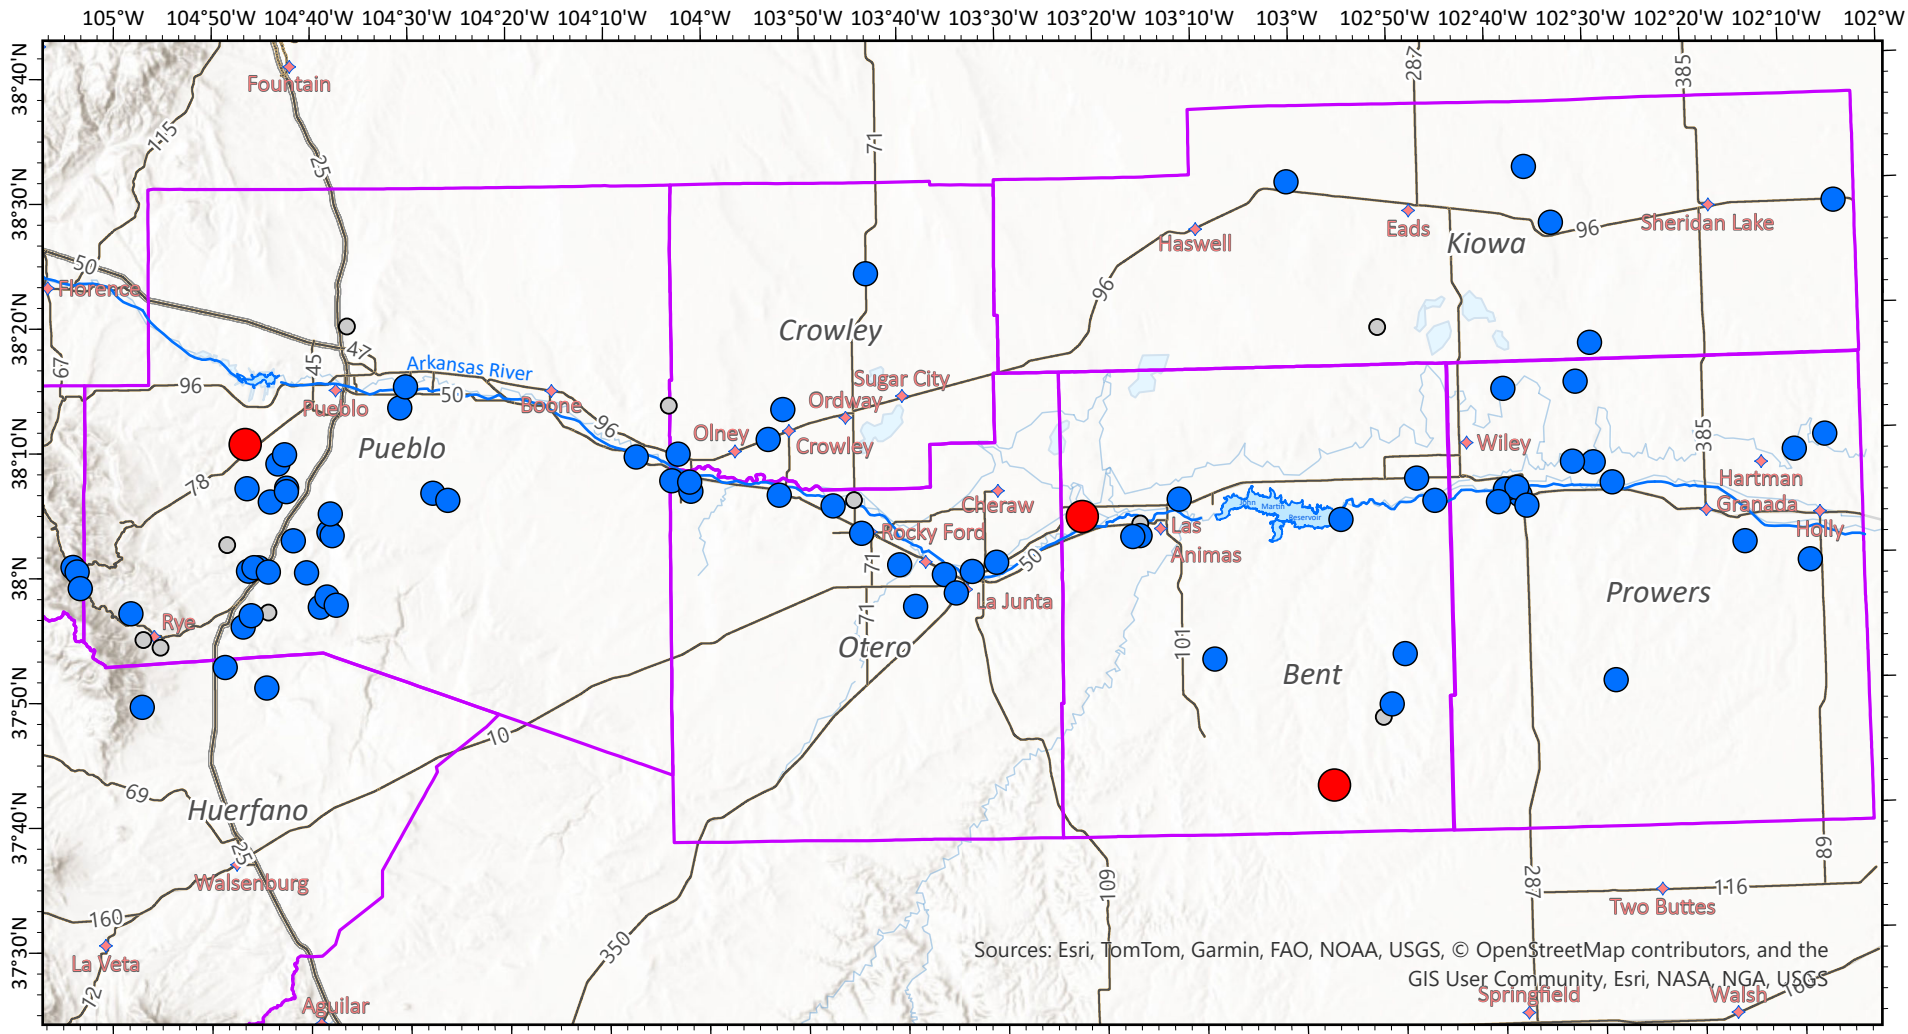 105°W 104°50'W 104°40'W 104°30'W 104°20'W 104°10'W 104°W 103°50'W 103°40'W 103°30'W 103°20'W 103°10'W 103°W 102°50'W 102°40'W 102°30'W 102°20'W 102°10'W 102°W
38°40'N
38°30'N
38°20'N
38°10'N
38°N
37°50'N
37°40'N
37°30'N
Fountain
115
25
71
287
385
50
Florence
Haswell
Eads
Kiowa
96
Sheridan Lake
96
Crowley
67
45
47
Arkansas River
96
50
Pueblo
Boone
96
Sugar City
Ordway
Olney
Crowley
Pueblo
78
Wiley
385
Hartman
Granada
Holly
Cheraw
Rocky Ford
John
Martin
Reservoir
Las
Animas
50
71
La Junta
71
Otero
Rye
101
Bent
Prowers
10
69
Huerfano
25
Walsenburg
160
La Veta
12
Aguilar
350
109
287
89
116
Two Buttes
Sources: Esri, TomTom, Garmin, FAO, NOAA, USGS, © OpenStreetMap contributors, and the
GIS User Community, Esri, NASA, NGA, USGS
Springfield
Walsh
160